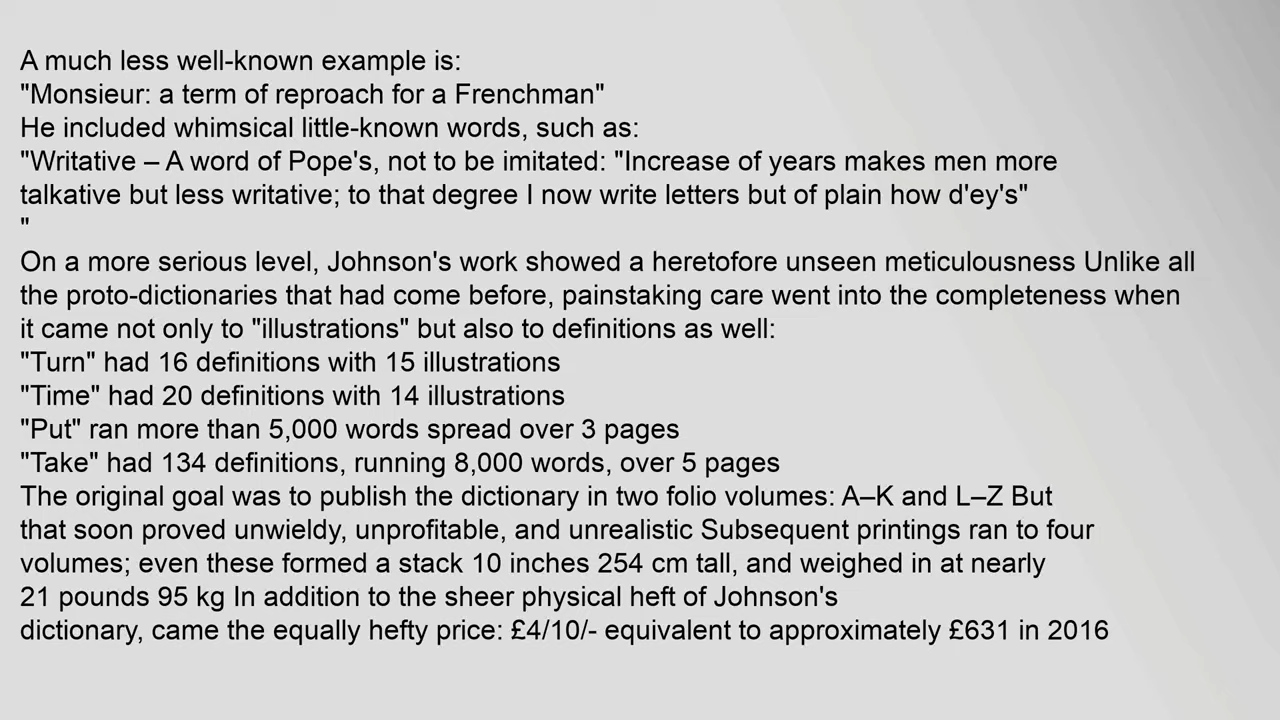 A much less well-known example is:
"Monsieur: a term of reproach for a Frenchman"
He included whimsical little-known words, such as:
"Writative – A word of Pope's, not to be imitated: "Increase of years makes men more
talkative but less writative; to that degree I now write letters but of plain how d'ey's"
"
On a more serious level, Johnson's work showed a heretofore unseen meticulousness Unlike all
the proto-dictionaries that had come before, painstaking care went into the completeness when
it came not only to "illustrations" but also to definitions as well:
"Turn" had 16 definitions with 15 illustrations
"Time" had 20 definitions with 14 illustrations
"Put" ran more than 5,000 words spread over 3 pages
"Take" had 134 definitions, running 8,000 words, over 5 pages
The original goal was to publish the dictionary in two folio volumes: A–K and L–Z But
that soon proved unwieldy, unprofitable, and unrealistic Subsequent printings ran to four
volumes; even these formed a stack 10 inches 254 cm tall, and weighed in at nearly
21 pounds 95 kg In addition to the sheer physical heft of Johnson's
dictionary, came the equally hefty price: £4/10/- equivalent to approximately £631 in 2016